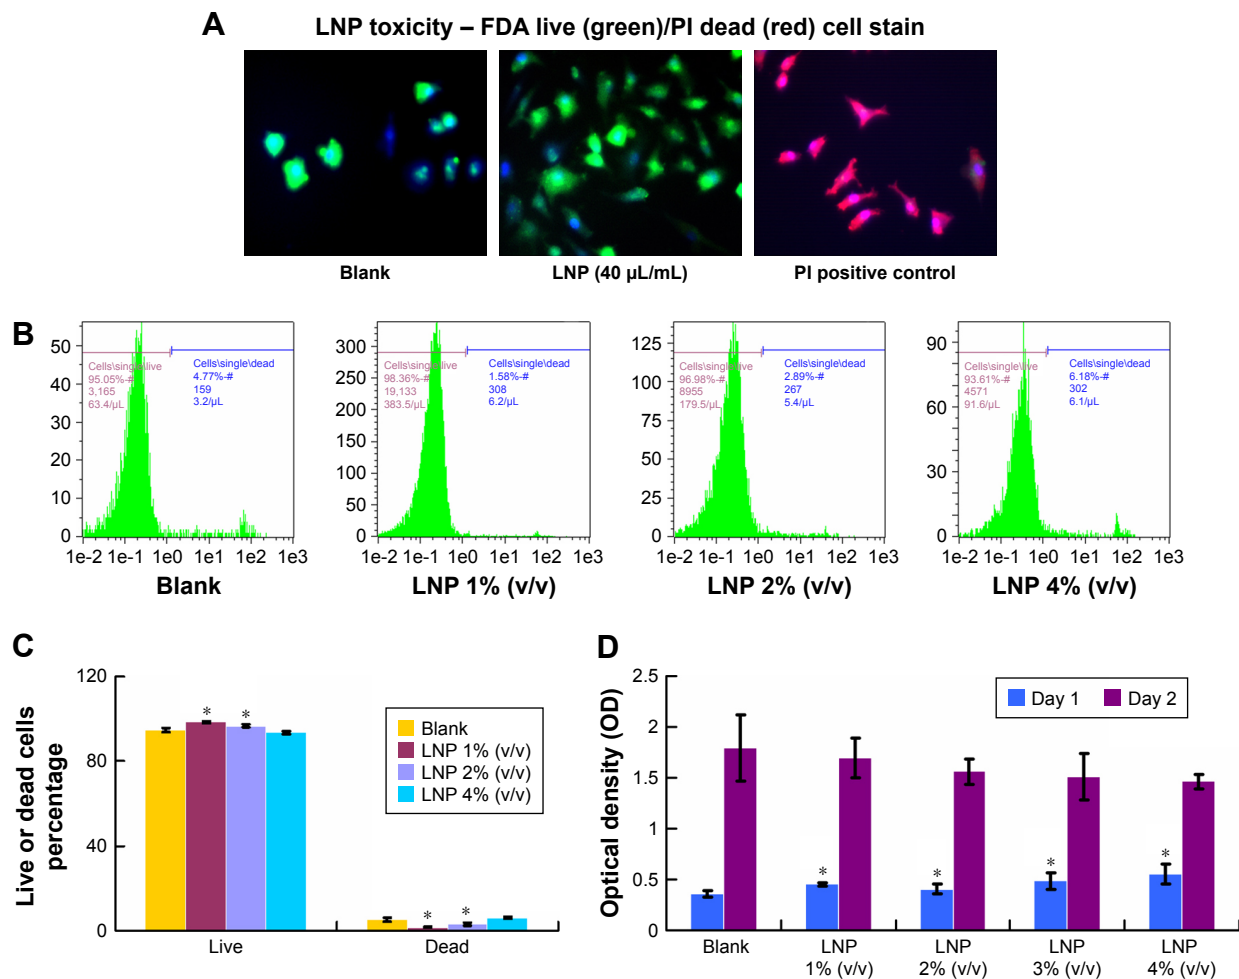 A
LNP toxicity – FDA live (green)/PI dead (red) cell stain
Blank
LNP (40 µL/mL)
PI positive control
B
50
40
30
20
10
0
Cells\single\live
95.05%-#
3,165
63.4/µL
Cells\single\dead
4.77%-#
159
3.2/µL
1e-2 1e-1 1e0 1e1 1e2 1e3
Blank
300
250
200
150
100
50
0
Cells\single\live
98.36%-#
19,133
383.5/µL
Cells\single\dead
1.58%-#
308
6.2/µL
1e-2 1e-1 1e0 1e1 1e2 1e3
LNP 1% (v/v)
125
100
75
50
25
0
Cells\single\live
96.98%-#
8955
179.5/µL
Cells\single\dead
2.89%-#
267
5.4/µL
1e-2 1e-1 1e0 1e1 1e2 1e3
LNP 2% (v/v)
90
60
30
0
Cells\single\live
93.61%-#
4571
91.6/µL
Cells\single\dead
6.18%-#
302
6.1/µL
1e-2 1e-1 1e0 1e1 1e2 1e3
LNP 4% (v/v)
C
Live or dead cells
percentage
120
80
40
0
* *
* *
Blank
LNP 1% (v/v)
LNP 2% (v/v)
LNP 4% (v/v)
Live Dead
D
Optical density (OD)
2.5
2
1.5
1
0.5
0
Day 1 Day 2
* * * *
Blank LNP LNP LNP LNP
1% (v/v) 2% (v/v) 3% (v/v) 4% (v/v)